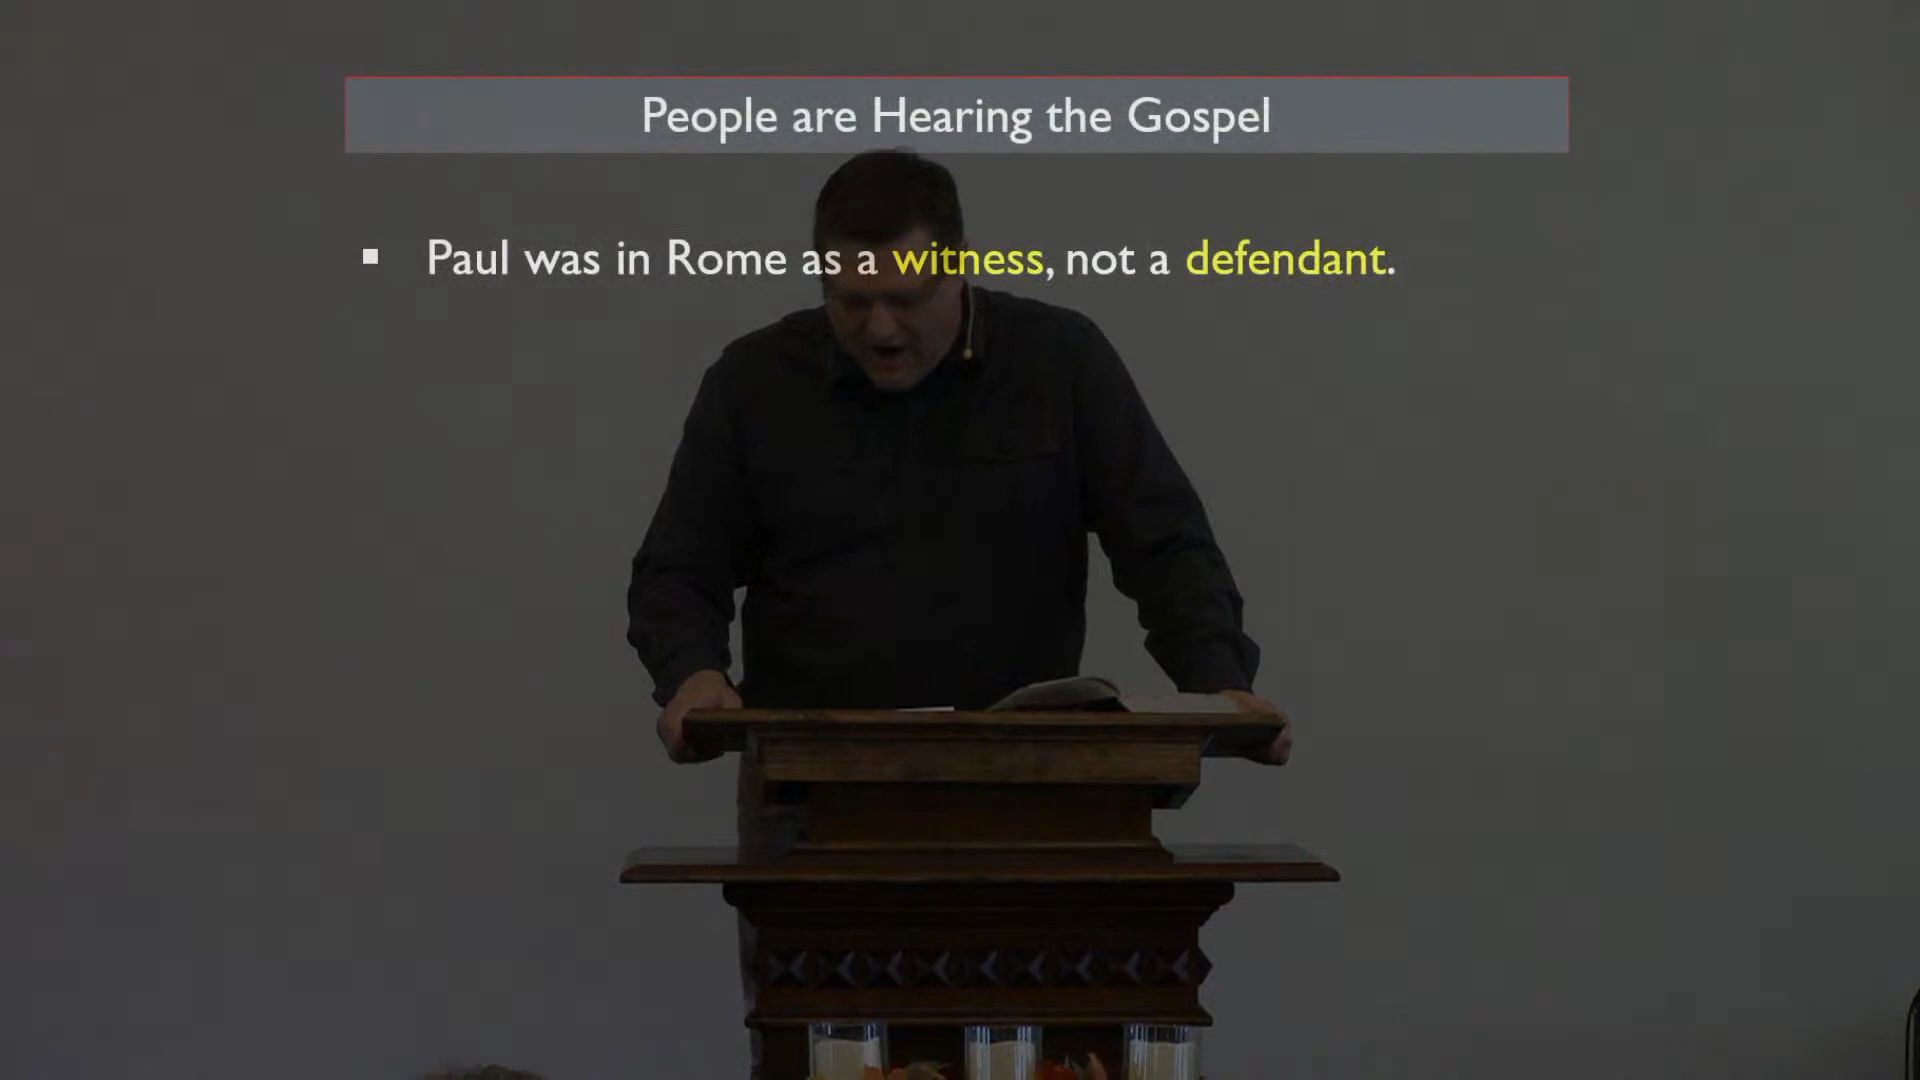 People are Hearing the Gospel
▪ Paul was in Rome as a witness, not a defendant.